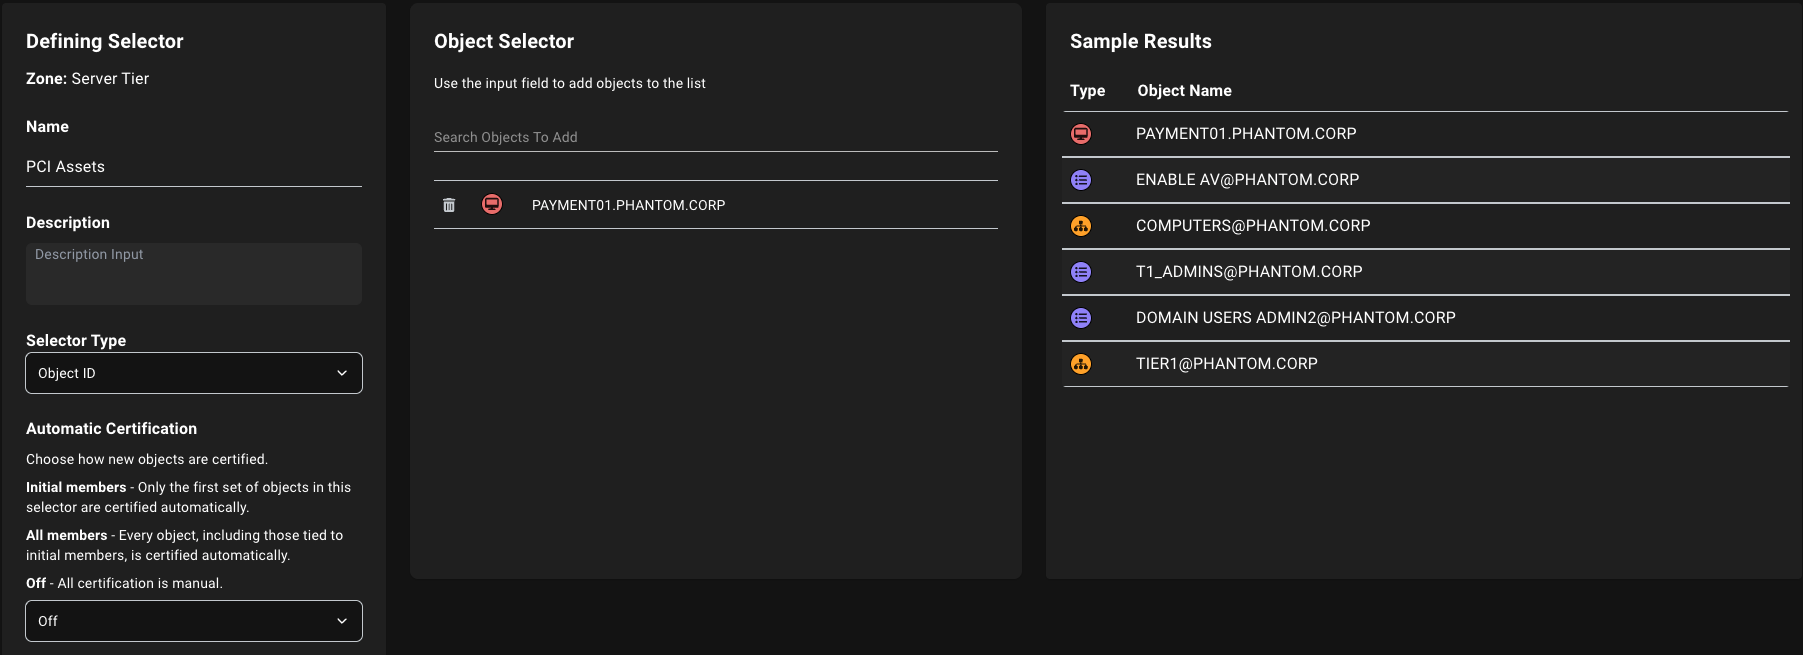 Defining Selector
Zone: Server Tier
Name
PCI Assets
Description
Description Input
Selector Type
Object ID
Automatic Certification
Choose how new objects are certified.
Initial members - Only the first set of objects in this
selector are certified automatically.
All members - Every object, including those tied to
initial members, is certified automatically.
Off - All certification is manual.
Off
Object Selector
Use the input field to add objects to the list
Search Objects To Add
PAYMENT01.PHANTOM.CORP
Sample Results
Type Object Name
PAYMENT01.PHANTOM.CORP
ENABLE AV@PHANTOM.CORP
COMPUTERS@PHANTOM.CORP
T1_ADMINS@PHANTOM.CORP
DOMAIN USERS ADMIN2@PHANTOM.CORP
TIER1@PHANTOM.CORP